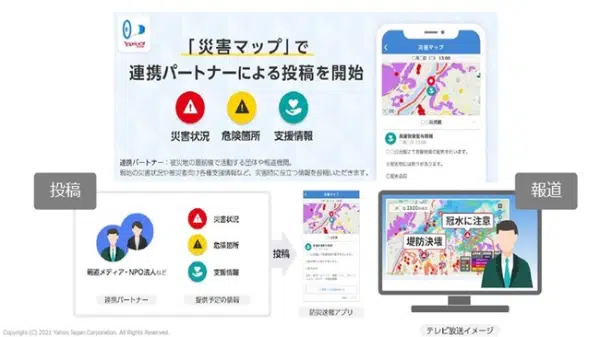 YAHOO!
JAPAN
「災害マップ」で
連携パートナーによる投稿を開始
災害状況
危険箇所
支援情報
連携パートナー：被災地の最前線で活動する団体や報道機関。
災害マップ
投稿
報道メディア・NPO法人など
連携パートナー
災害状況
危険箇所
支援情報
提供予定の情報
投稿
災害マップ
防災速報アプリ
報道
冠水に注意
堤防決壊
テレビ放送イメージ
Copyright (C) 2021 Yahoo Japan Corporation. All Rights Reserved.